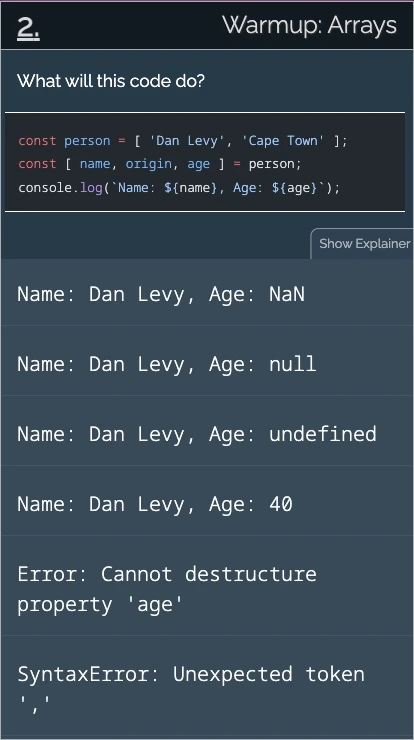 2.
Warmup: Arrays
What will this code do?
const person = [ 'Dan Levy', 'Cape Town' ];
const [ name, origin, age ] = person;
console.log(`Name: ${name}, Age: ${age}`);
Show Explainer
Name: Dan Levy, Age: NaN
Name: Dan Levy, Age: null
Name: Dan Levy, Age: undefined
Name: Dan Levy, Age: 40
Error: Cannot destructure
property 'age'
SyntaxError: Unexpected token
','